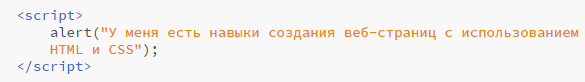 <script>
alert("У меня есть навыки создания веб-страниц с использованием
HTML и CSS");
</script>